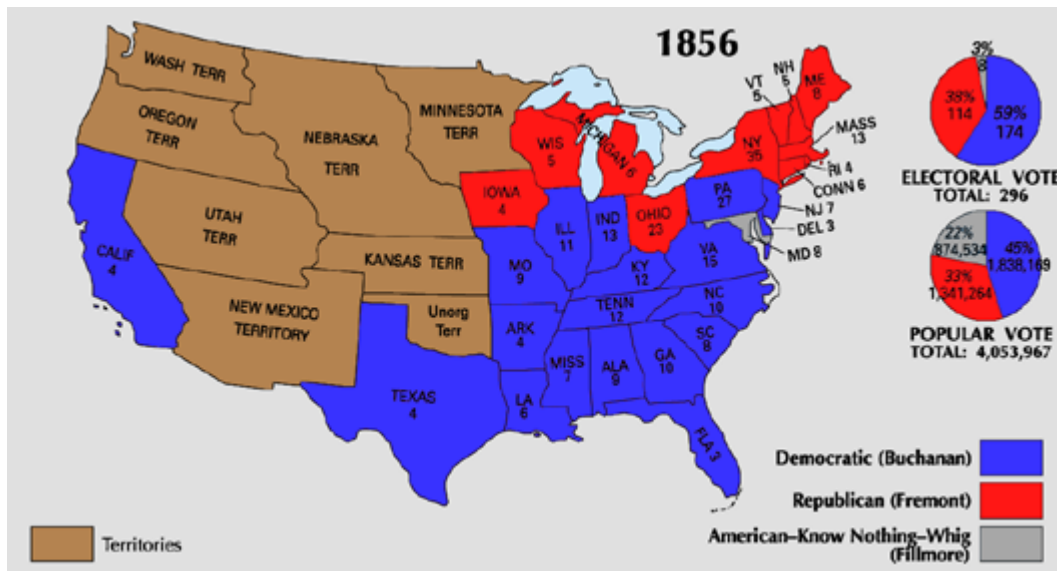 1856
WASH TERR
OREGON
TERR
NEBRASKA
TERR
MINNESOTA
TERR
UTAH
TERR
KANSAS TERR
NEW MEXICO
TERRITORY
Unorg
Terr
CALIF
4
TEXAS
4
WIS
5
MICHIGAN 6
IOWA
4
ILL
11
IND
13
OHIO
23
MO
9
KY
12
TENN
12
ARK
4
LA
6
MISS
7
ALA
9
GA
10
FLA 3
SC
8
NC
10
VA
15
PA
27
NY
35
VT
5
NH
5
ME
8
MASS
13
RI 4
CONN 6
NJ 7
DEL 3
MD 8
3%
8
38%
114
59%
174
ELECTORAL VOTE
TOTAL: 296
22%
874,534
45%
1,838,169
33%
1,341,264
POPULAR VOTE
TOTAL: 4,053,967
Democratic (Buchanan)
Republican (Fremont)
American–Know Nothing–Whig
(Fillmore)
Territories